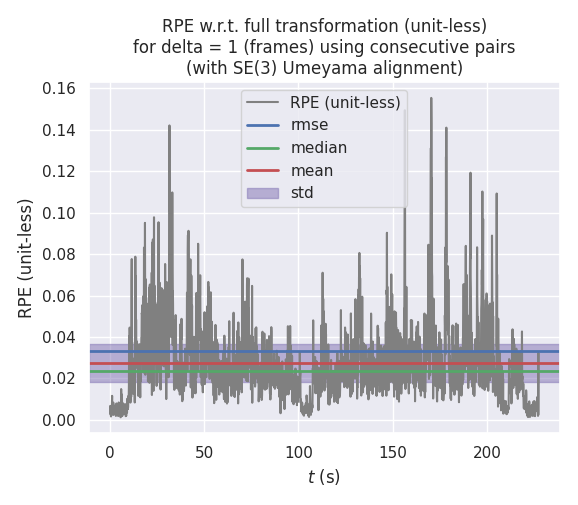 RPE w.r.t. full transformation (unit-less)
for delta = 1 (frames) using consecutive pairs
(with SE(3) Umeyama alignment)
RPE (unit-less)
rmse
median
mean
std
0.16
0.14
0.12
0.10
0.08
0.06
0.04
0.02
0.00
RPE (unit-less)
0
50
100
150
200
t (s)